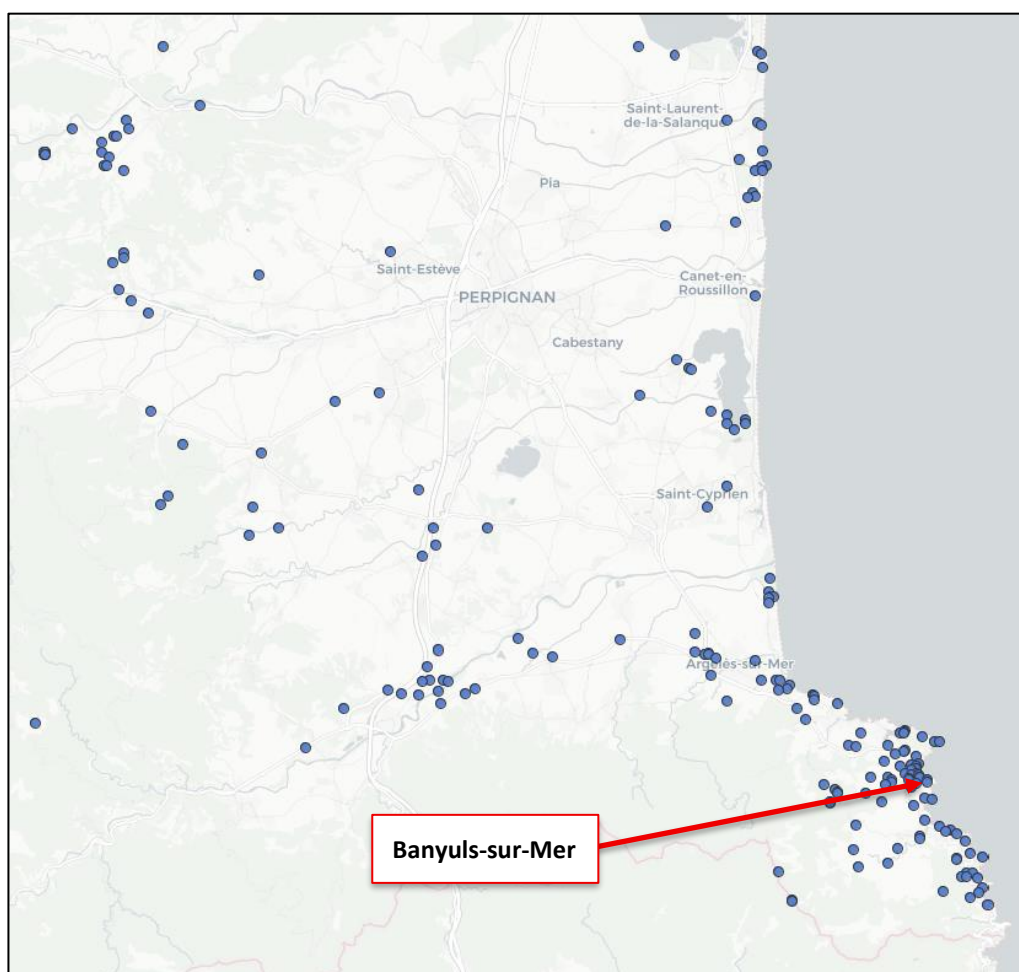 Saint-Laurent-
de-la-Salanque
Pia
Saint-Estève
Canet-en-
Roussillon
PERPIGNAN
Cabestany
Saint-Cyprien
Argelès-sur-Mer
Banyuls-sur-Mer